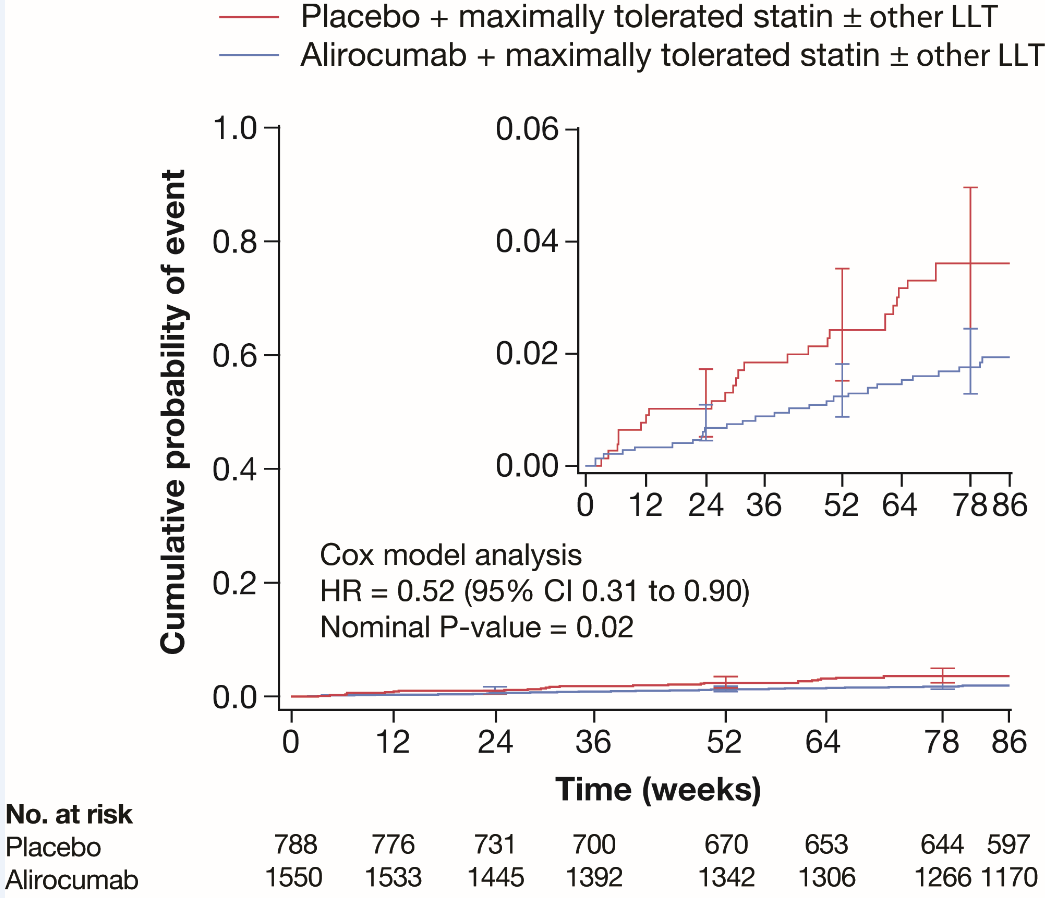 Placebo + maximally tolerated statin ± other LLT
Alirocumab + maximally tolerated statin ± other LLT
Cumulative probability of event
1.0
0.8
0.6
0.4
0.2
0.0
0.06
0.04
0.02
0.00
0 12 24 36 52 64 78 86
Cox model analysis
HR = 0.52 (95% CI 0.31 to 0.90)
Nominal P-value = 0.02
0 12 24 36 52 64 78 86
Time (weeks)
No. at risk
Placebo 788 776 731 700 670 653 644 597
Alirocumab 1550 1533 1445 1392 1342 1306 1266 1170